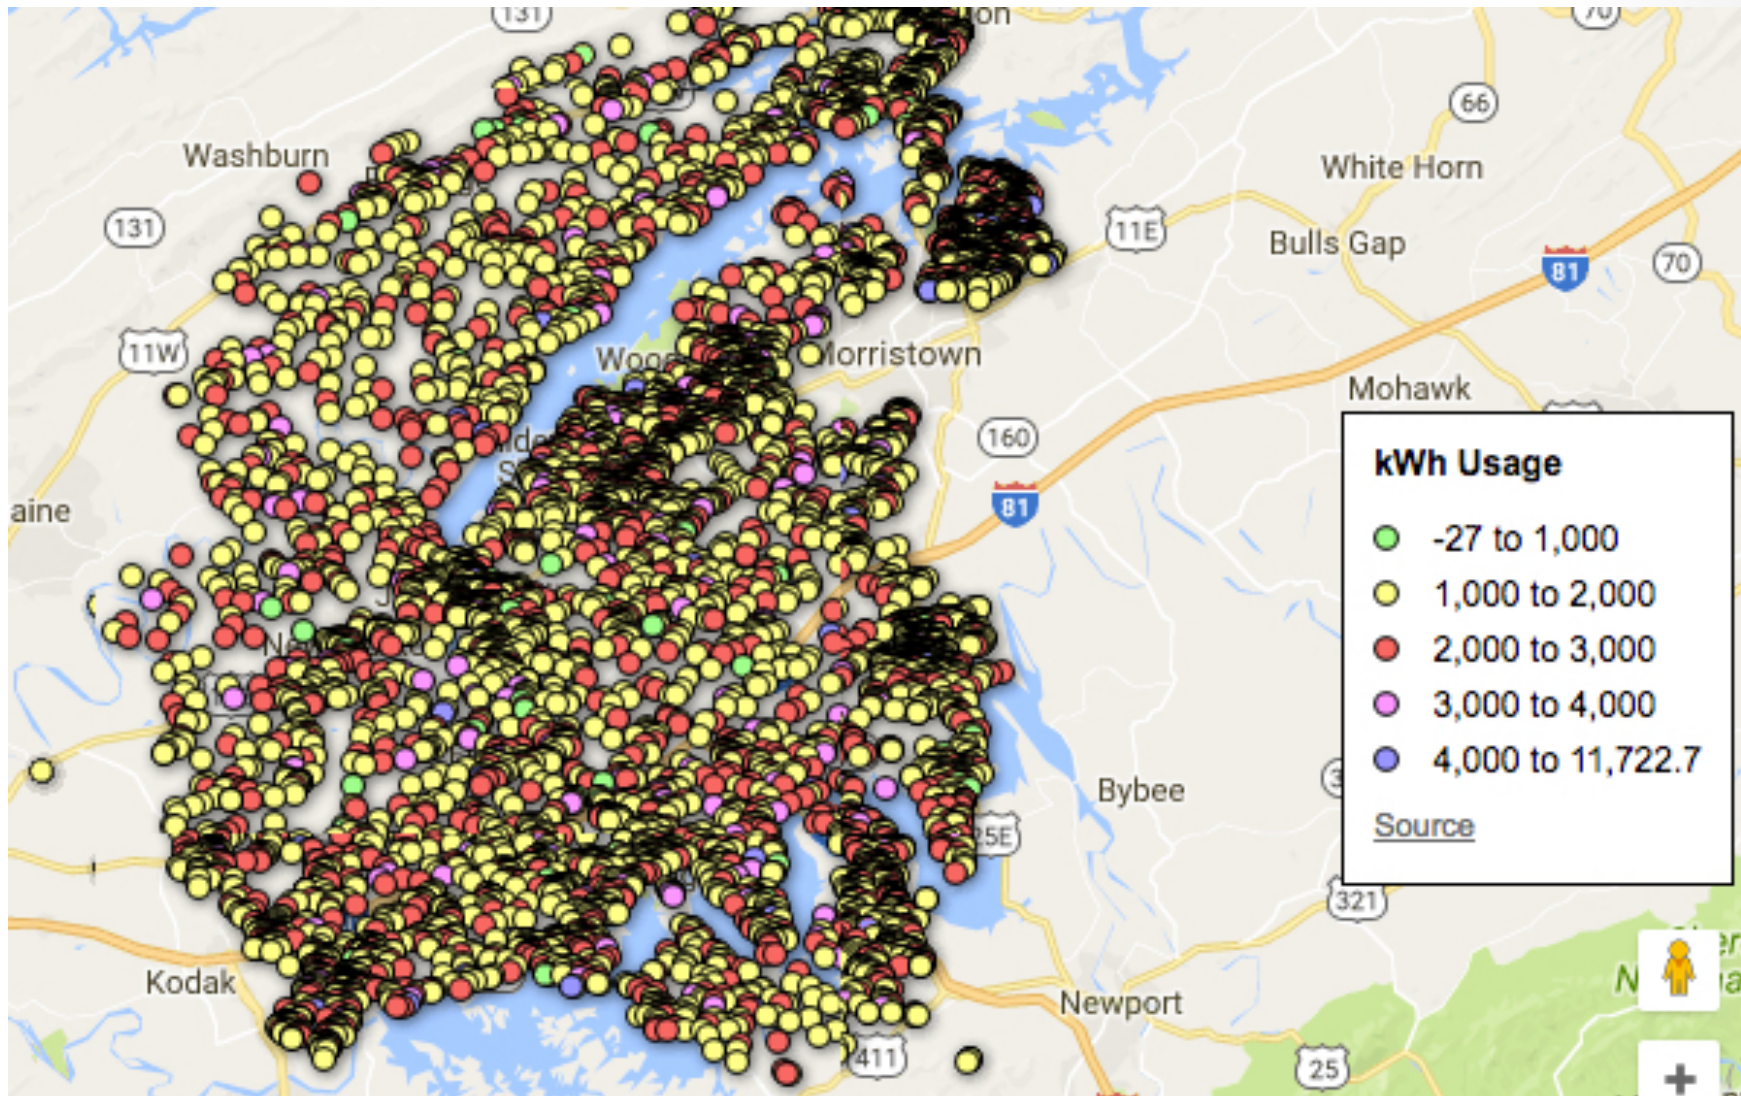 131
70
66
Washburn
White Horn
131
11E
Bulls Gap
70
81
11W
Morristown
Mohawk
160
81
aine
kWh Usage
-27 to 1,000
1,000 to 2,000
2,000 to 3,000
3,000 to 4,000
4,000 to 11,722.7
Source
Bybee
25E
321
Kodak
Newport
411
25
+